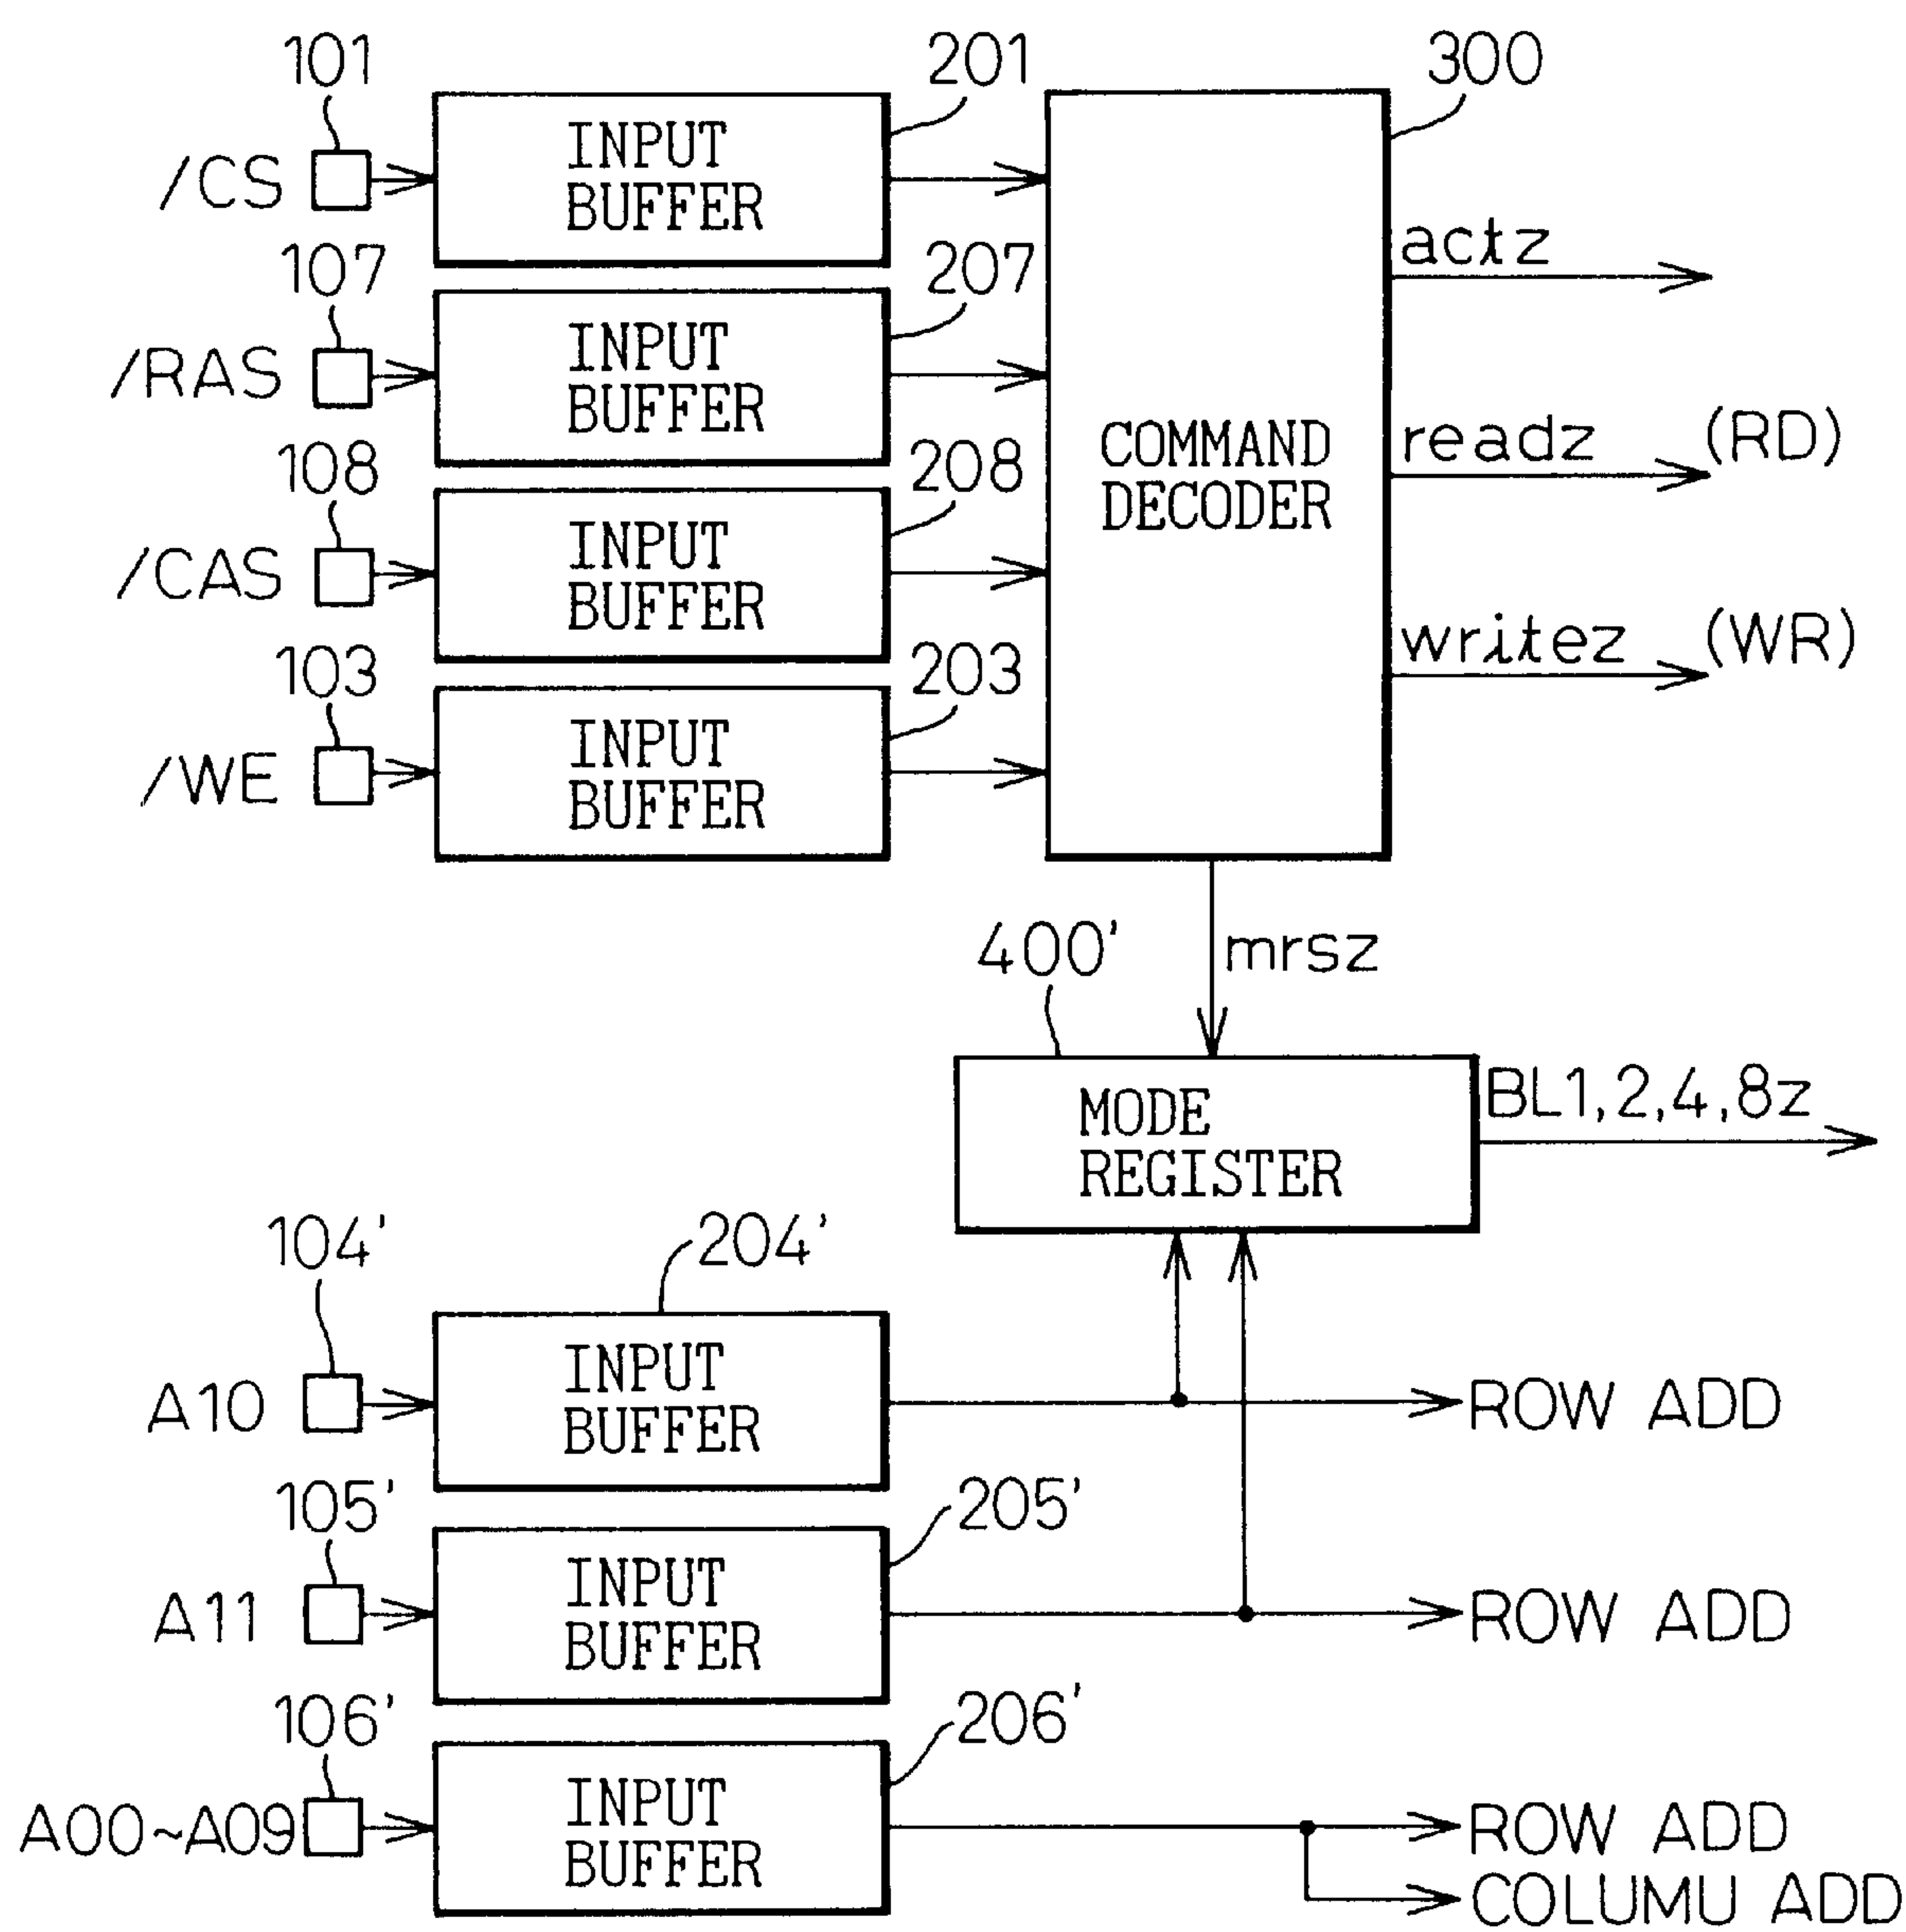 101
201
300
/CS
INPUT
BUFFER
107
207
actz
/RAS
INPUT
BUFFER
108
208
COMMAND
DECODER
readz (RD)
/CAS
INPUT
BUFFER
103
203
writez (WR)
/WE
INPUT
BUFFER
400'
mrsz
MODE
REGISTER
BL1,2,4,8z
104'
204'
A10
INPUT
BUFFER
ROW ADD
105'
205'
A11
INPUT
BUFFER
ROW ADD
106'
206'
A00~A09
INPUT
BUFFER
ROW ADD
COLUMU ADD